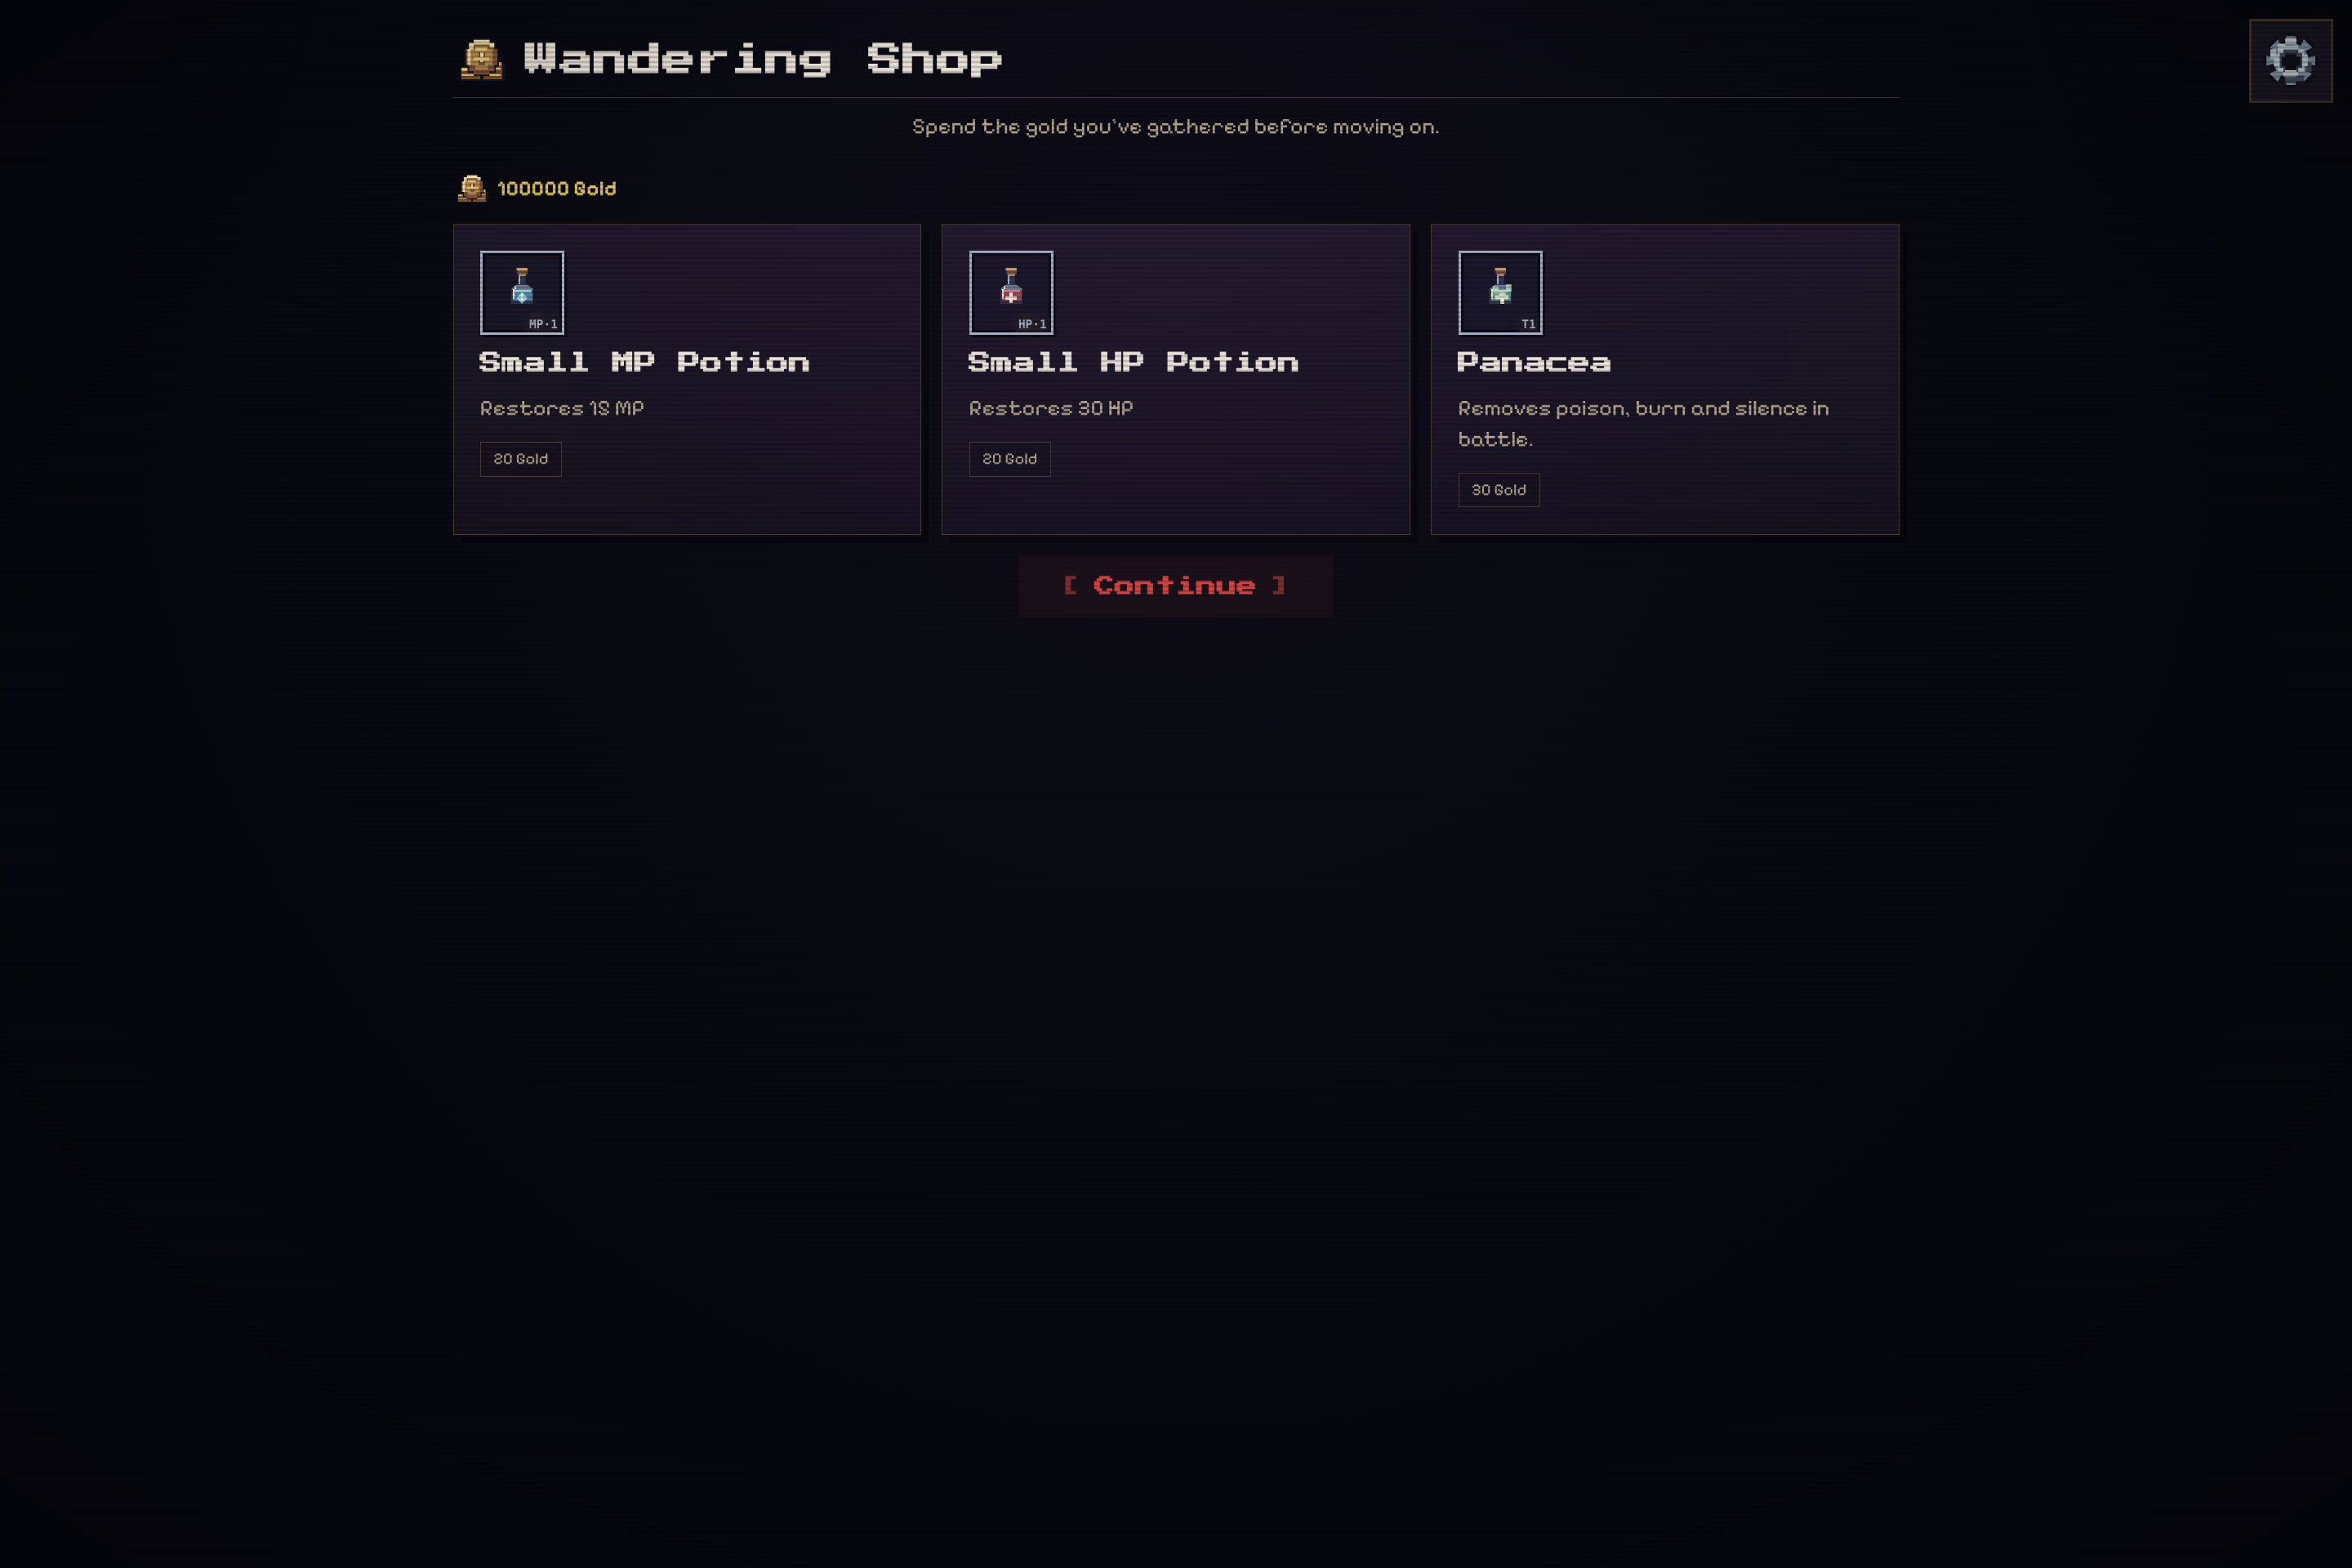 Wandering Shop
Spend the gold you've gathered before moving on.
100000 Gold
MP·1
Small MP Potion
Restores 15 MP
20 Gold
HP·1
Small HP Potion
Restores 30 HP
20 Gold
T1
Panacea
Removes poison, burn and silence in
battle.
30 Gold
[ Continue ]